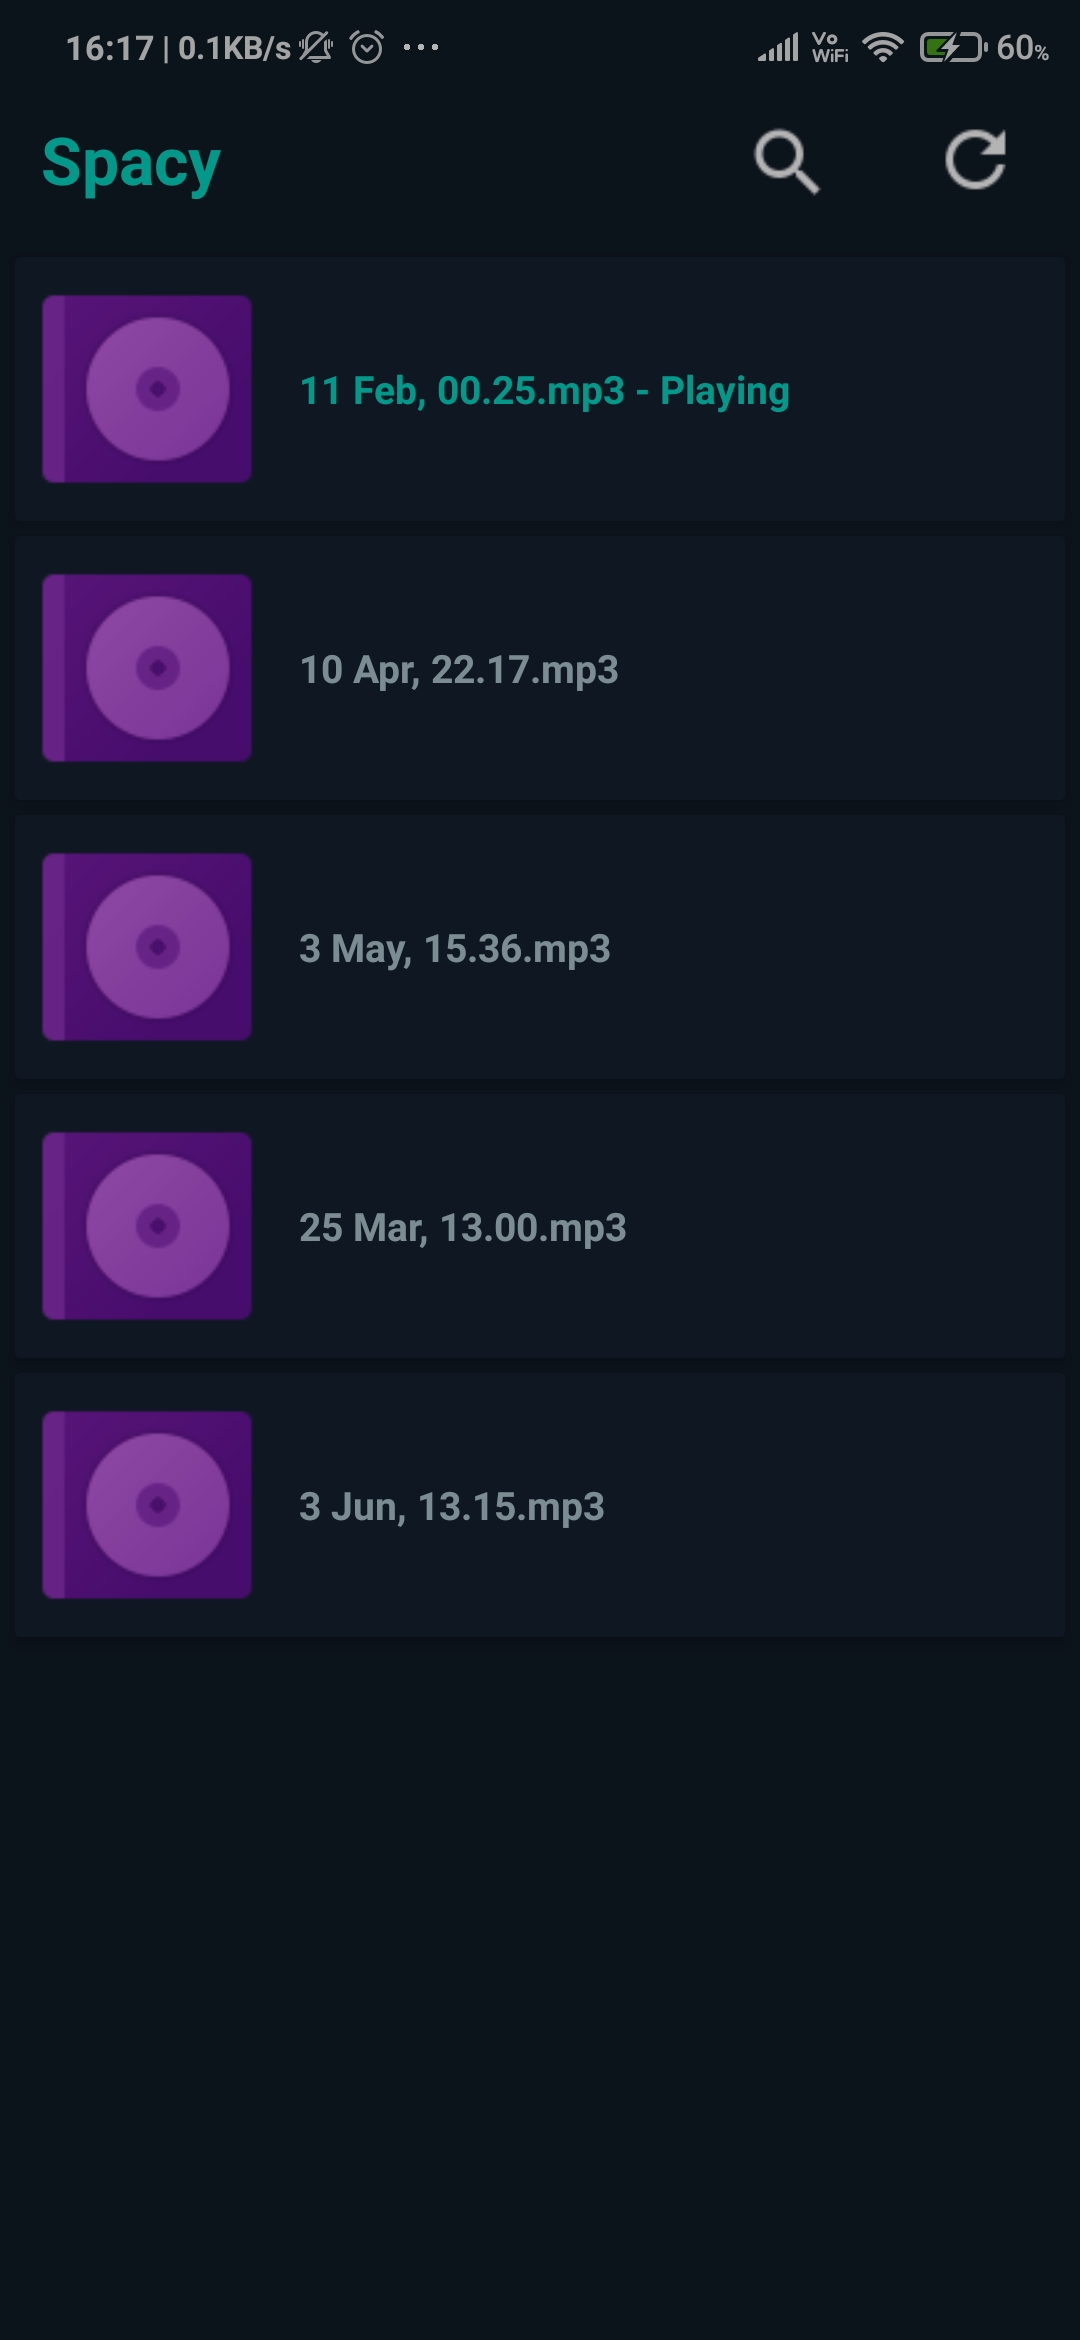 16:17 | 0.1KB/s
Vo WiFi
60%
Spacy
11 Feb, 00.25.mp3 - Playing
10 Apr, 22.17.mp3
3 May, 15.36.mp3
25 Mar, 13.00.mp3
3 Jun, 13.15.mp3